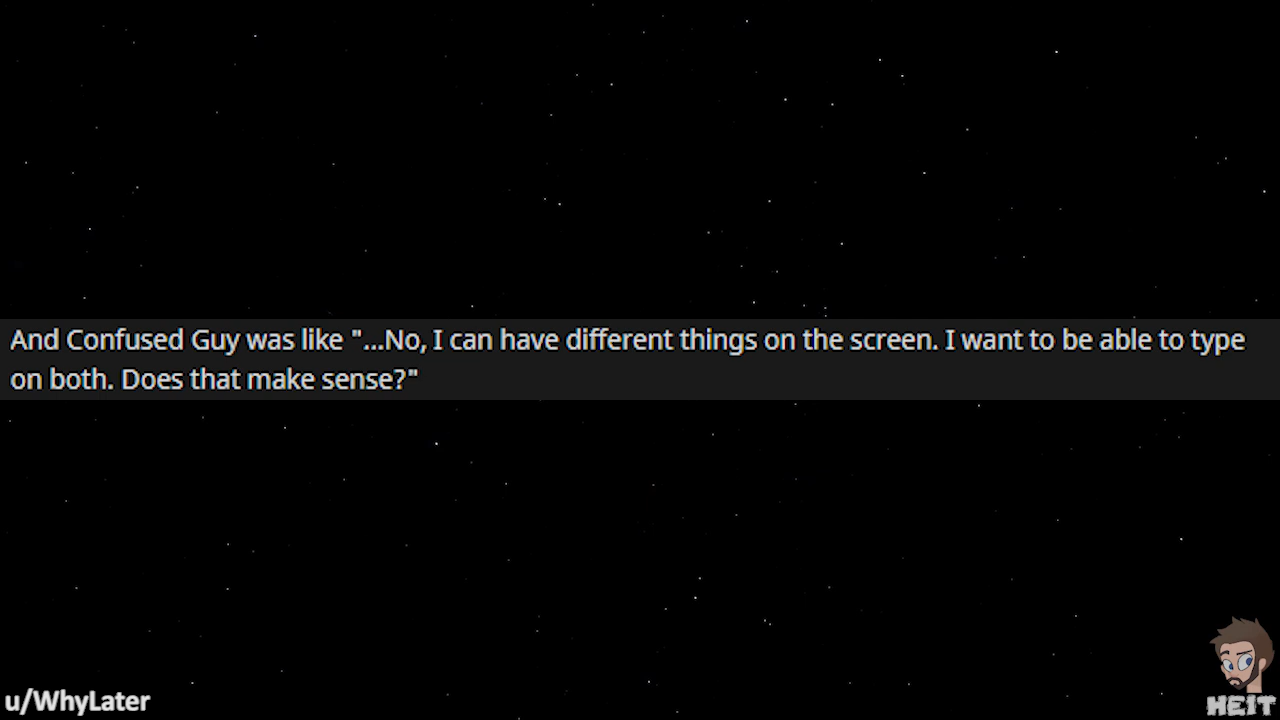 And Confused Guy was like "...No, I can have different things on the screen. I want to be able to type
on both. Does that make sense?"
u/WhyLater
HEIT